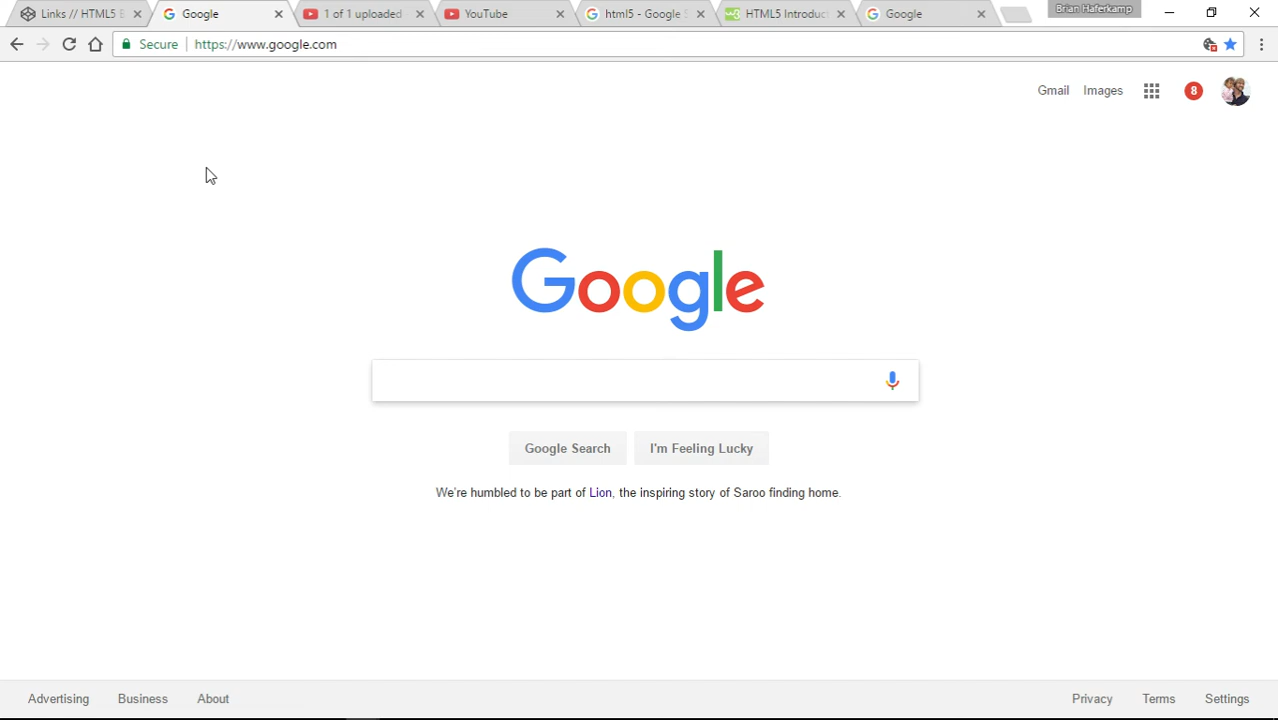 Links // HTML5 B
Google
1 of 1 uploaded
YouTube
html5 - Google S
HTML5 Introduct
Google
Brian Haferkamp
Secure
https://www.google.com
Gmail
Images
8
Google
Google Search
I'm Feeling Lucky
We're humbled to be part of Lion, the inspiring story of Saroo finding home.
Advertising
Business
About
Privacy
Terms
Settings